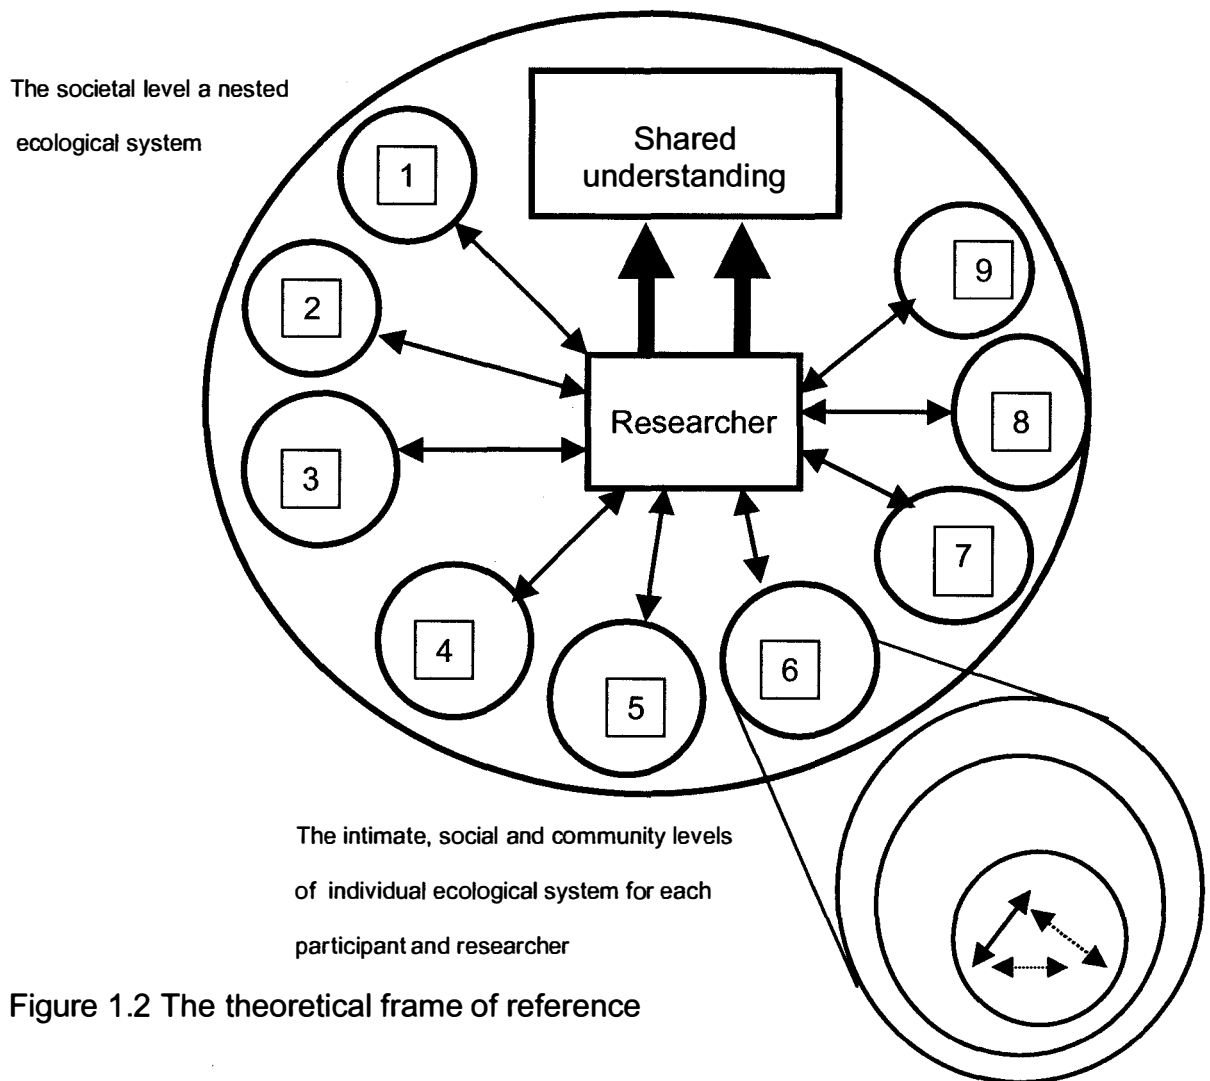 The societal level a nested
ecological system
Shared
understanding
1
2
3
4
5
6
7
8
9
Researcher
The intimate, social and community levels
of individual ecological system for each
participant and researcher
Figure 1.2 The theoretical frame of reference